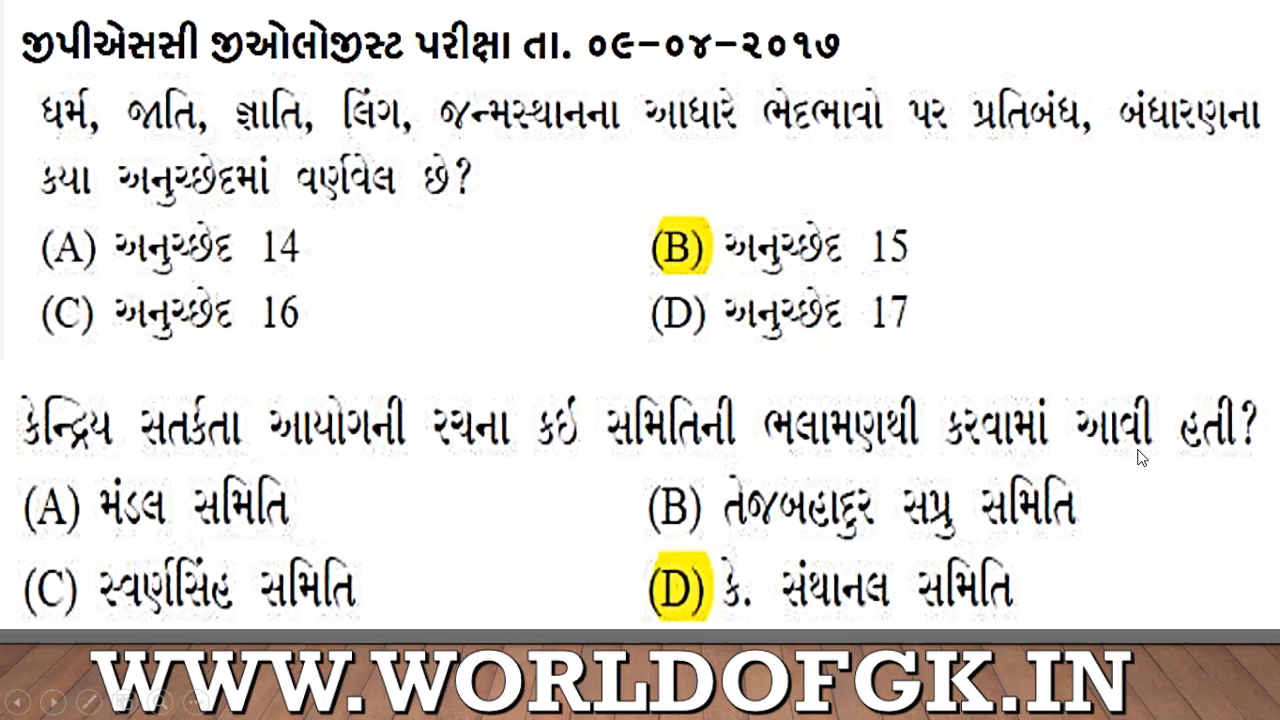 જીપીએસસી જીઓલોજીસ્ટ પરીક્ષા તા. ૦૯-૦૪-૨૦૧૭
ધર્મ, જાતિ, જ્ઞાતિ, લિંગ, જન્મસ્થાનના આધારે ભેદભાવો પર પ્રતિબંધ, બંધારણના
કયા અનુચ્છેદમાં વર્ણવેલ છે?
(A) અનુચ્છેદ 14 (B) અનુચ્છેદ 15
(C) અનુચ્છેદ 16 (D) અનુચ્છેદ 17
કેન્દ્રિય સતર્કતા આયોગની રચના કઇ સમિતિની ભલામણથી કરવામાં આવી હતી?
(A) મંડલ સમિતિ (B) તેજબહાદુર સપ્રુ સમિતિ
(C) સ્વર્ણસિંહ સમિતિ (D) કે. સંથાનલ સમિતિ
WWW.WORLDOFGK.IN